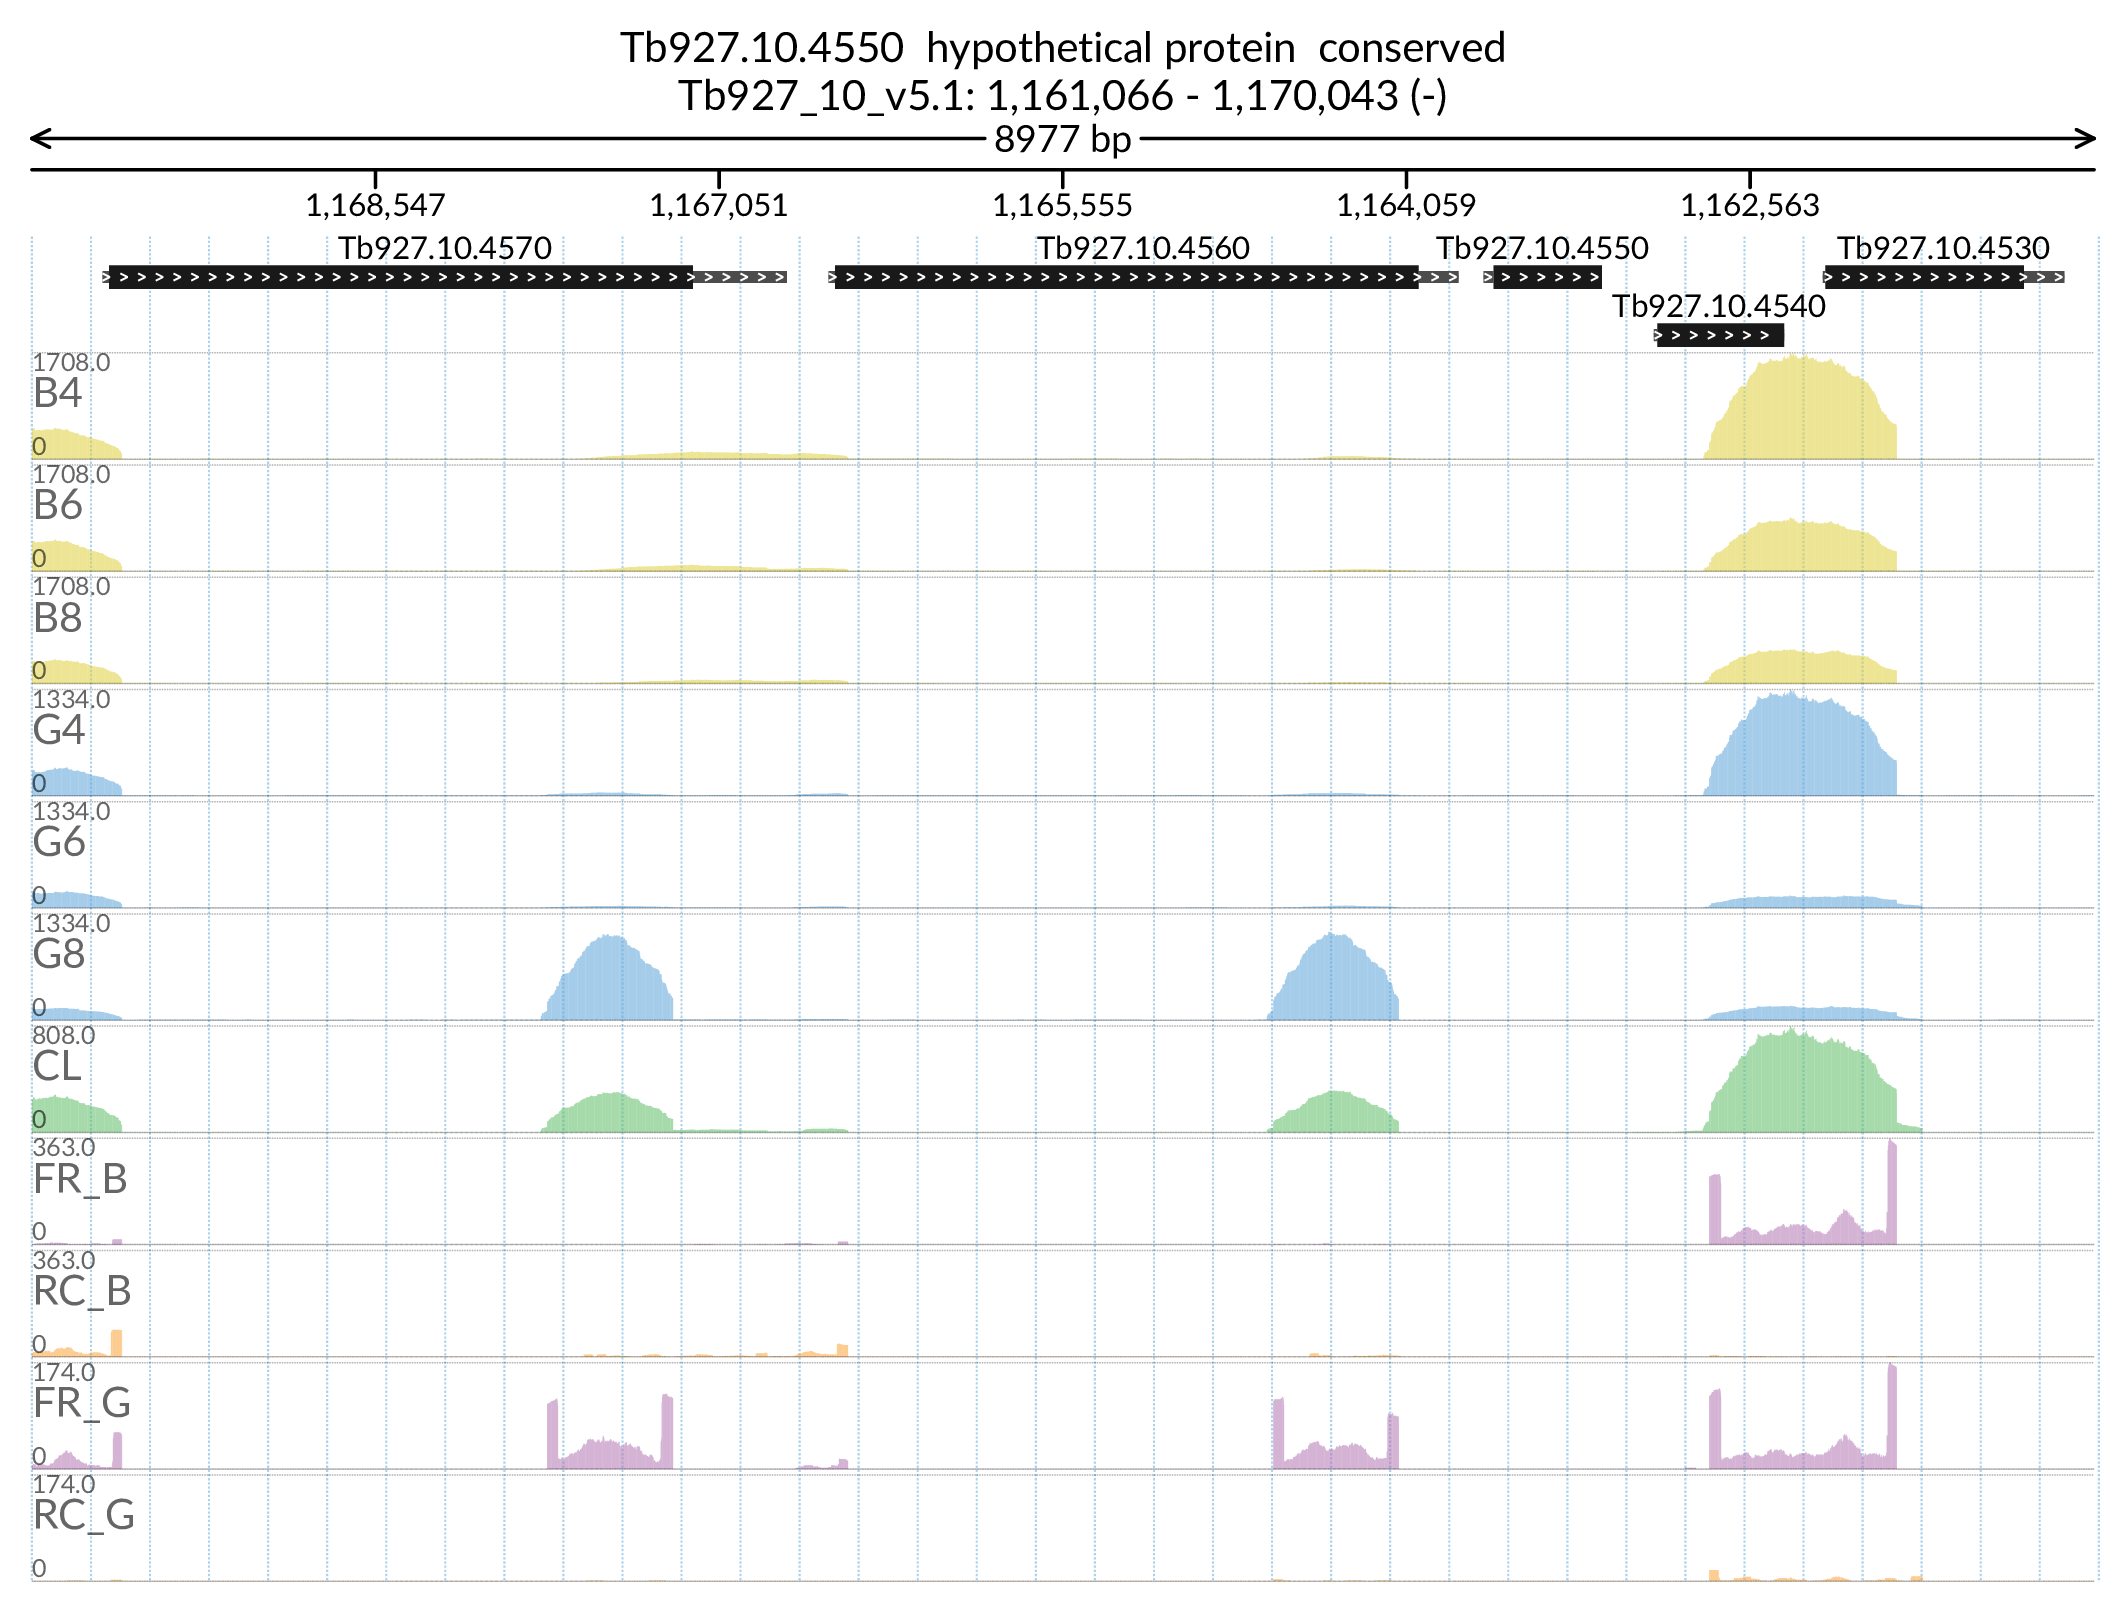 Tb927.10.4550  hypothetical protein  conserved
Tb927_10_v5.1: 1,161,066 - 1,170,043 (-)
8977 bp
1,168,547 1,167,051 1,165,555 1,164,059 1,162,563
Tb927.10.4570 Tb927.10.4560 Tb927.10.4550 Tb927.10.4530
Tb927.10.4540
1708.0
B4
0
1708.0
B6
0
1708.0
B8
0
1334.0
G4
0
1334.0
G6
0
1334.0
G8
0
808.0
CL
0
363.0
FR_B
0
363.0
RC_B
0
174.0
FR_G
0
174.0
RC_G
0